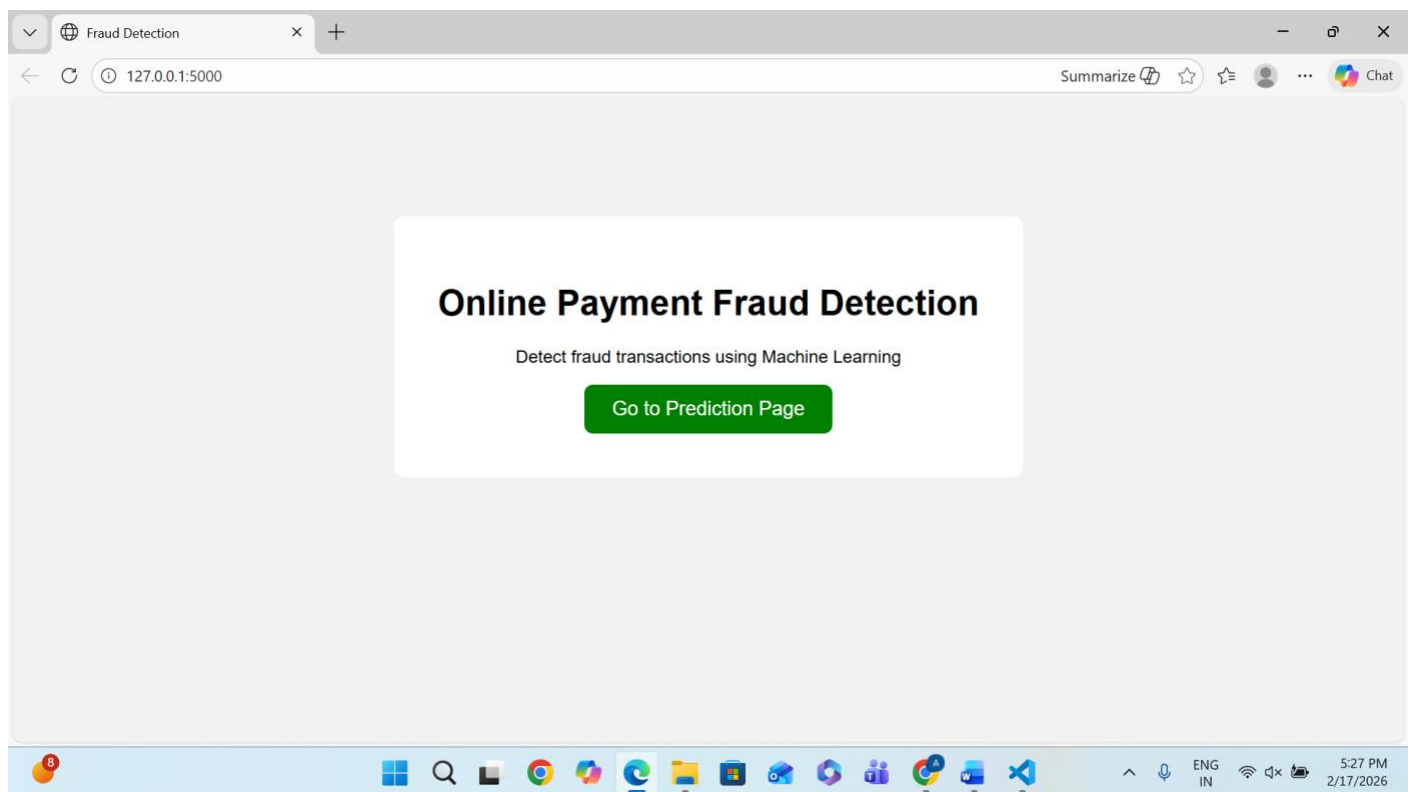 Fraud Detection
127.0.0.1:5000
Summarize
Chat
Online Payment Fraud Detection
Detect fraud transactions using Machine Learning
Go to Prediction Page
8
A
ENG
IN
5:27 PM
2/17/2026